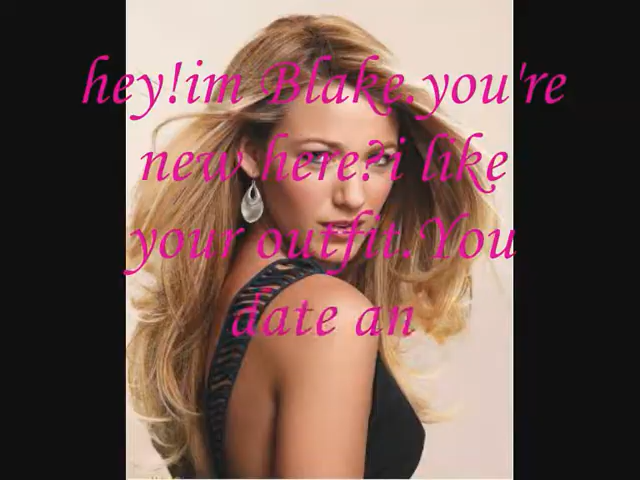 hey!im Blake.you're
new here?i like
your outfit.You
date an